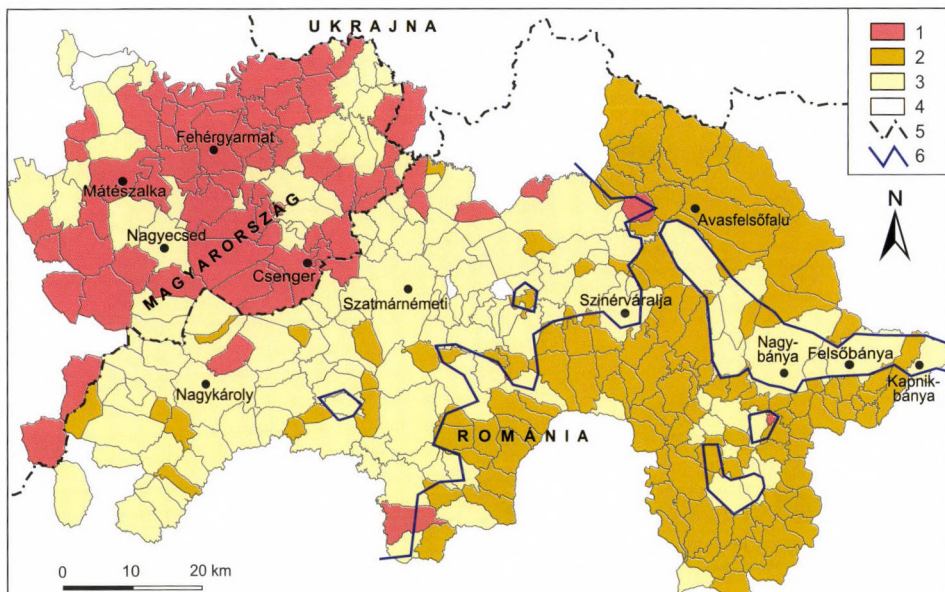 UKRAJNA
1
2
3
4
5
6
N
Fehérgyarmat
Mátészalka
Avasfelsőfalu
Nagyecsed
MAGYARORSZÁG
Csenger
Szatmárnémeti
Szinérváralja
Nagy-
bánya
Felsőbánya
Kapnik-
bánya
Nagykároly
ROMÁNIA
0 10 20 km